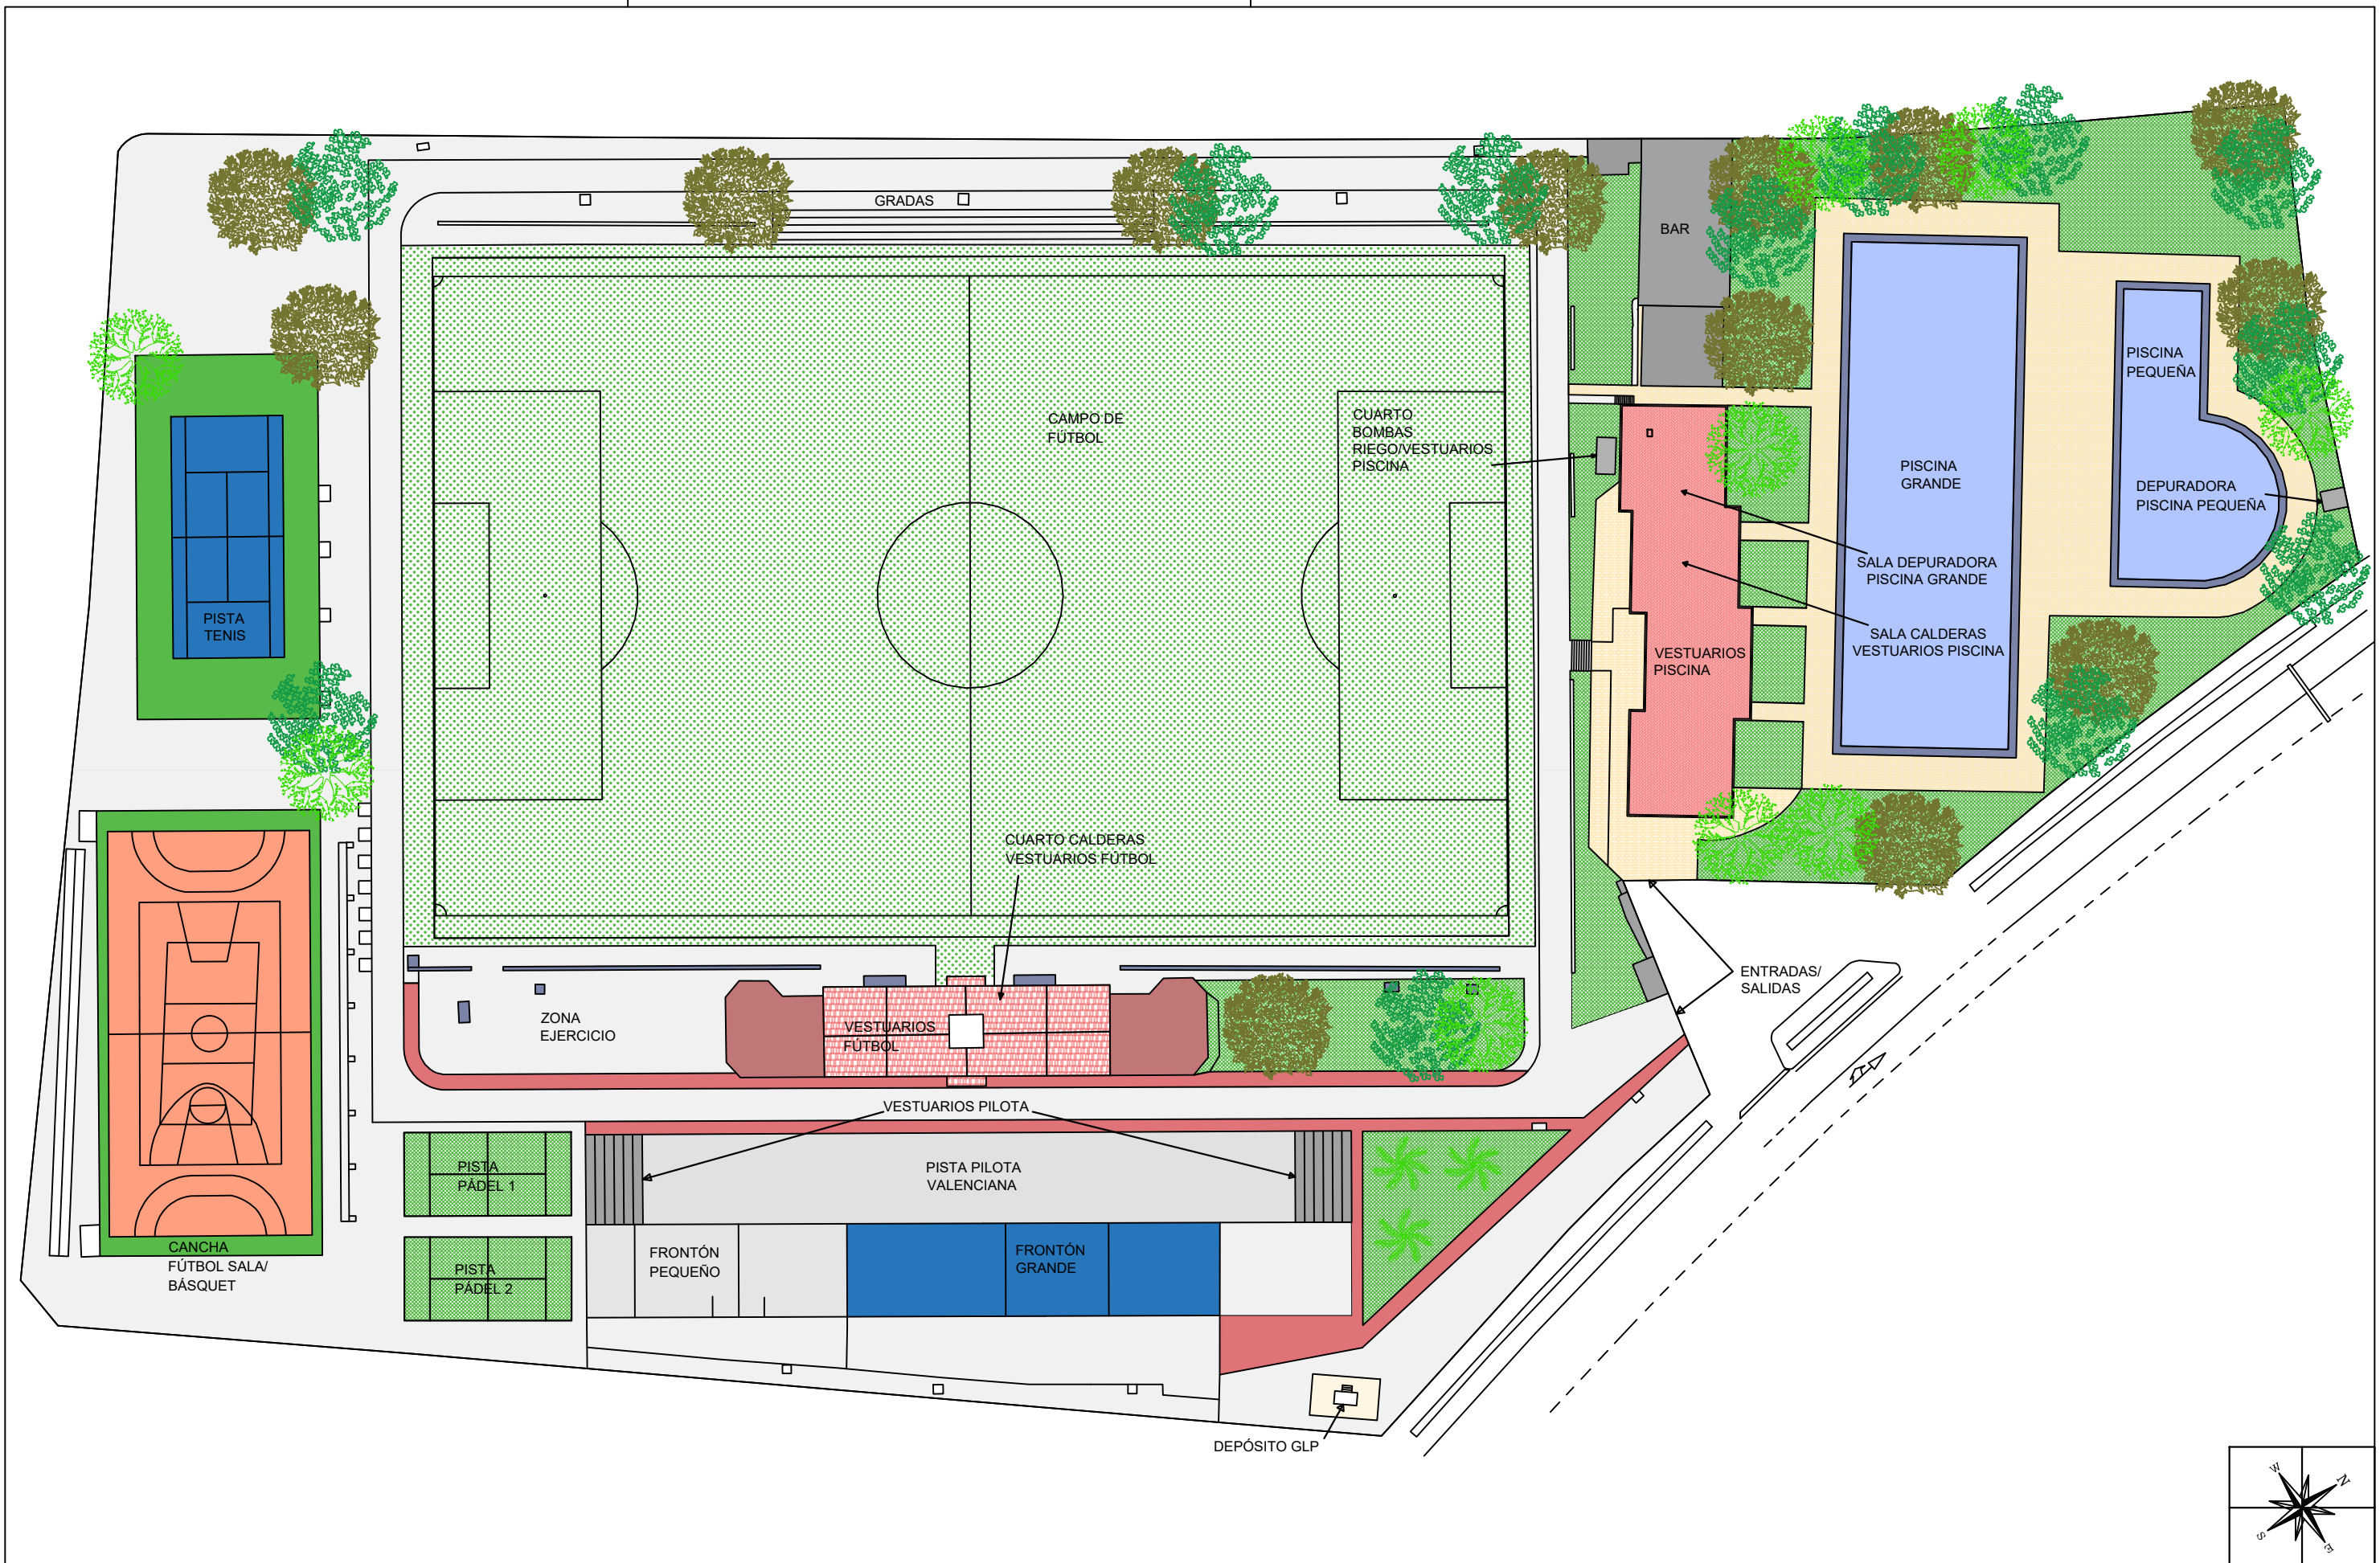 GRADAS
BAR
CAMPO DE
FÚTBOL
CUARTO
BOMBAS
RIEGO/VESTUARIOS
PISCINA
PISCINA
PEQUEÑA
PISCINA
GRANDE
DEPURADORA
PISCINA PEQUEÑA
SALA DEPURADORA
PISCINA GRANDE
PISTA
TENIS
SALA CALDERAS
VESTUARIOS PISCINA
VESTUARIOS
PISCINA
CUARTO CALDERAS
VESTUARIOS FÚTBOL
ENTRADAS/
SALIDAS
ZONA
EJERCICIO
VESTUARIOS
FÚTBOL
VESTUARIOS PILOTA
PISTA
PÁDEL 1
PISTA PILOTA
VALENCIANA
CANCHA
FÚTBOL SALA/
BÁSQUET
PISTA
PÁDEL 2
FRONTÓN
PEQUEÑO
FRONTÓN
GRANDE
DEPÓSITO GLP
W
N
S
E